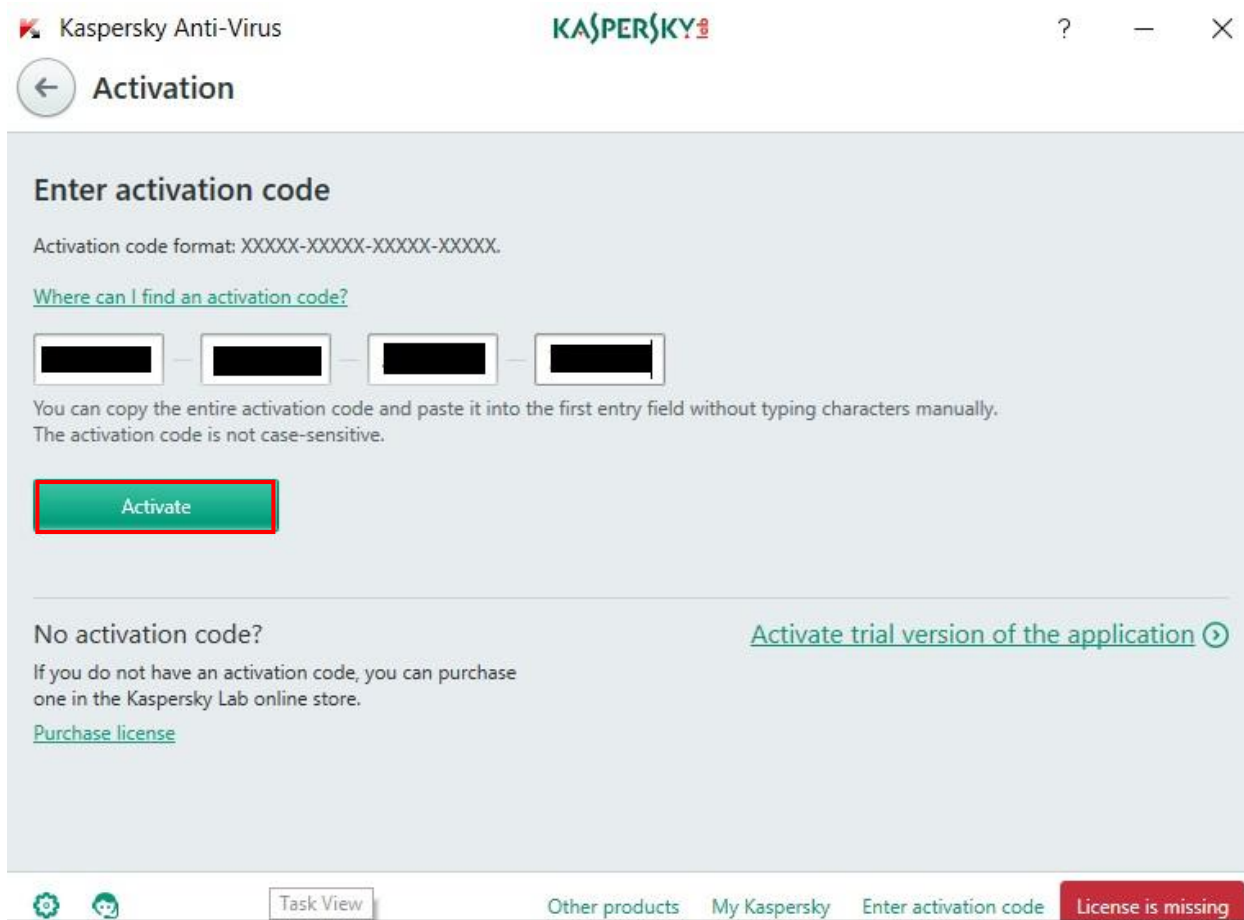 Kaspersky Anti-Virus
KASPERSKY lab
?
Activation
Enter activation code
Activation code format: XXXXX-XXXXX-XXXXX-XXXXX.
Where can I find an activation code?
You can copy the entire activation code and paste it into the first entry field without typing characters manually.
The activation code is not case-sensitive.
Activate
No activation code?
Activate trial version of the application
If you do not have an activation code, you can purchase
one in the Kaspersky Lab online store.
Purchase license
Task View
Other products My Kaspersky Enter activation code License is missing